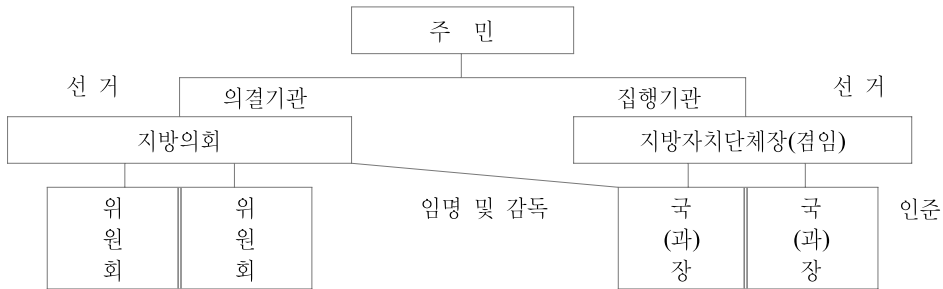 주 민
선 거
의결기관
집행기관
선 거
지방의회
지방자치단체장(겸임)
위
원
회
위
원
회
임명 및 감독
국
(과)
장
국
(과)
장
인준